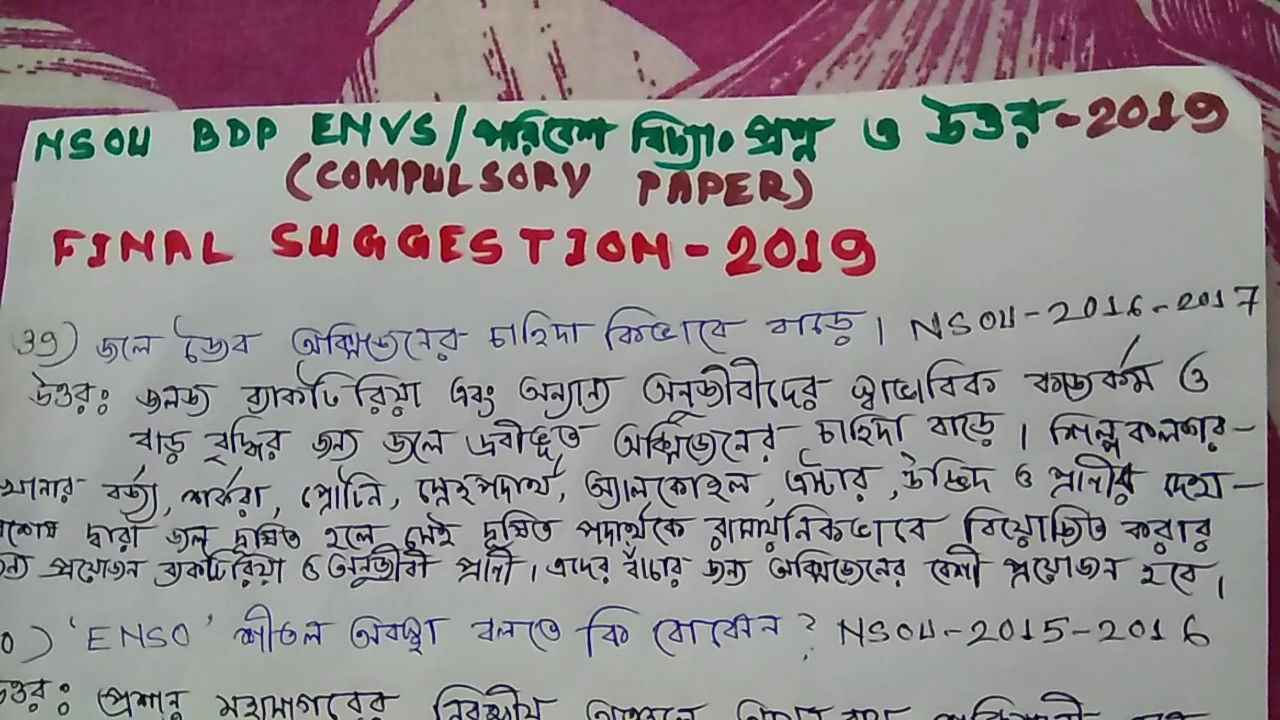 NSOU BDP ENVS/পরিবেশ বিদ্যা. প্রশ্ন ও উত্তর-2019
(COMPULSORY PAPER)
FINAL SUGGESTION-2019
39) জলে জৈব অক্সিজেনের চাহিদা কিভাবে বাড়ে। NSOU-2016-2017
উত্তর: জলজ ব্যাকটিরিয়া এবং অন্যান্য অনুজীবীদের স্বাভাবিক কাজকর্ম ও
বাড় বৃদ্ধির জন্য জলে দ্রবীভূত অক্সিজেনের চাহিদা বাড়ে। শিল্পকলকার-
খানার বর্জ্য, শর্করা, প্রোটিন, স্নেহপদার্থ, অ্যালকোহল, এস্টার, উদ্ভিদ ও প্রাণীর দেহা-
বশেষ দ্বারা জল দূষিত হলে সেই দূষিত পদার্থকে রাসায়নিকভাবে বিয়োজিত করার
জন্য প্রয়োজন ব্যাকটিরিয়া ও অনুজীবী প্রাণী। এদের বাঁচার জন্য অক্সিজেনের বেশী প্রয়োজন হবে।
0) 'ENSO' শীতল অবস্থা বলতে কি বোঝেন? NSOU-2015-2016
উত্তর: প্রশান্ত মহাসাগরের নিরক্ষীয়